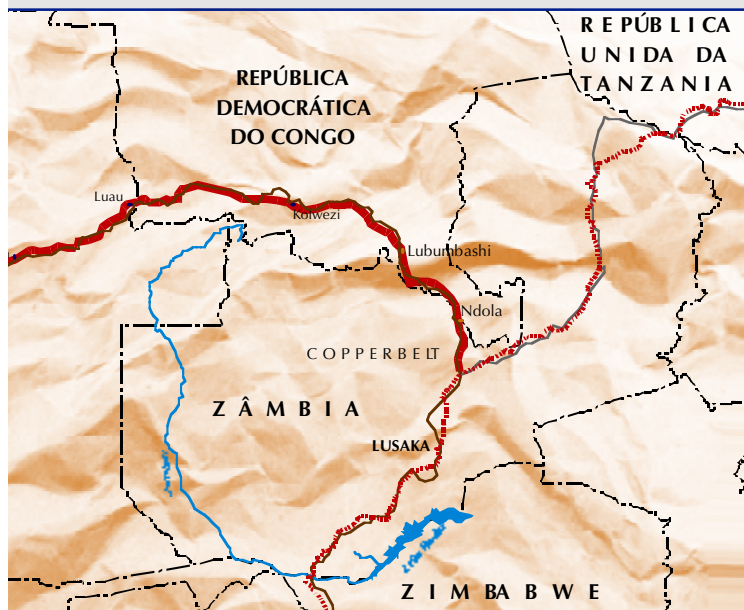 REPÚBLICA
UNIDA DA
TANZANIA
REPÚBLICA
DEMOCRÁTICA
DO CONGO
Luau
Kolwezi
Lubumbashi
Ndola
COPPERBELT
ZÂMBIA
LUSAKA
ZIMBABWE